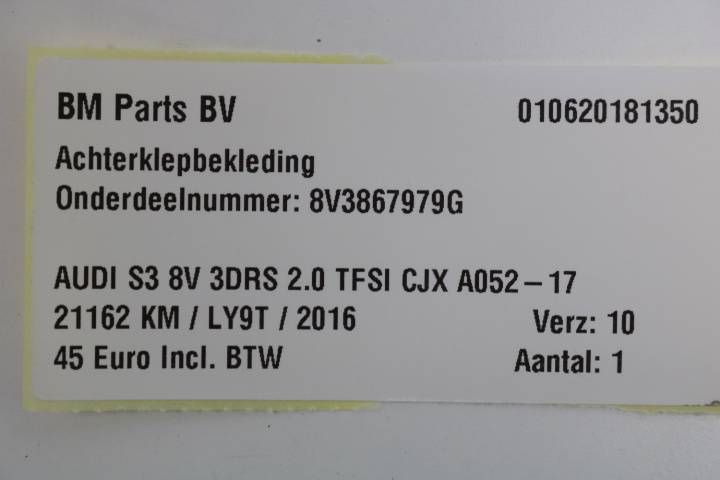 BM Parts BV 010620181350
Achterklepbekleding
Onderdeelnummer: 8V3867979G
AUDI S3 8V 3DRS 2.0 TFSI CJX A052-17
21162 KM / LY9T / 2016 Verz: 10
45 Euro Incl. BTW Aantal: 1